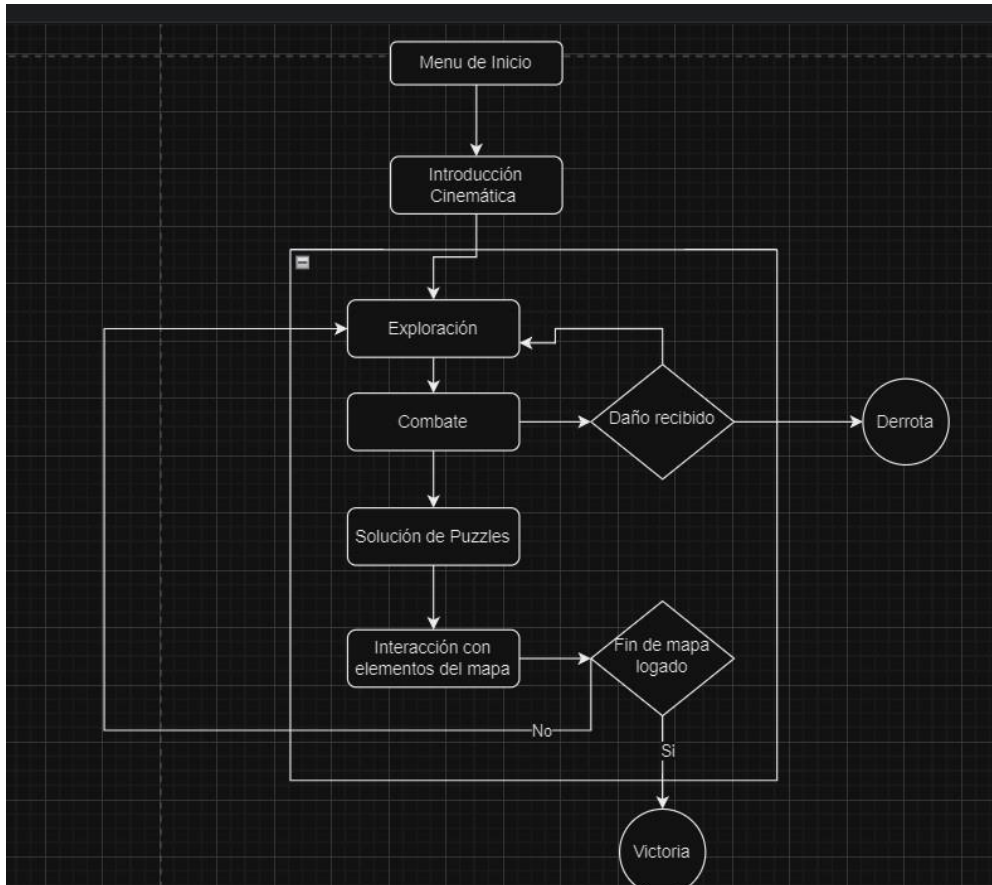 Menu de Inicio
Introducción
Cinemática
Exploración
Combate
Daño recibido
Derrota
Solución de Puzzles
Interacción con
elementos del mapa
Fin de mapa
logado
No
Si
Victoria